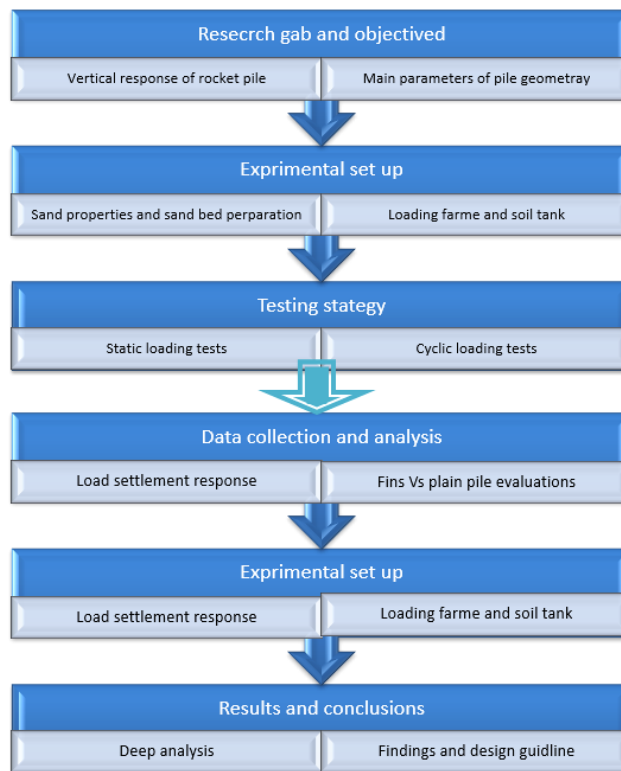 Resecrch gab and objectived
Vertical response of rocket pile
Main parameters of pile geometray
Exprimental set up
Sand properties and sand bed perparation
Loading farme and soil tank
Testing stategy
Static loading tests
Cyclic loading tests
Data collection and analysis
Load settlement response
Fins Vs plain pile evaluations
Exprimental set up
Load settlement response
Loading farme and soil tank
Results and conclusions
Deep analysis
Findings and design guidline